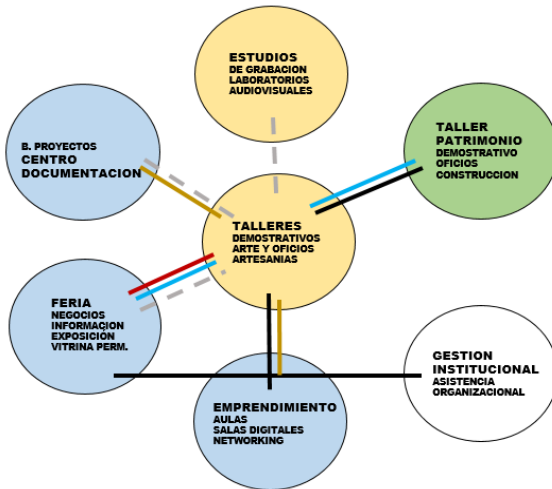 ESTUDIOS
DE GRABACION
LABORATORIOS
AUDIOVISUALES
B. PROYECTOS
CENTRO
DOCUMENTACION
TALLER
PATRIMONIO
DEMOSTRATIVO
OFICIOS
CONSTRUCCION
TALLERES
DEMOSTRATIVOS
ARTE Y OFICIOS
ARTESANIAS
FERIA
NEGOCIOS
INFORMAÇION
EXPOSICIÓN
VITRINA PERM.
GESTION
INSTITUCIONAL
ASISTENCIA
ORGANIZACIONAL
EMPRENDIMIENTO
AULAS
SALAS DIGITALES
NETWORKING